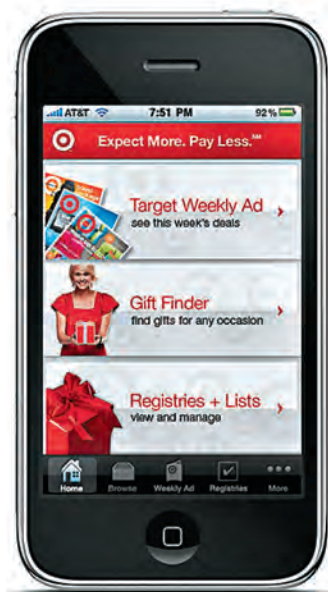 AT&T 7:51 PM 92%
Expect More. Pay Less.℠
Target Weekly Ad
see this week's deals
Gift Finder
find gifts for any occasion
Registries + Lists
view and manage
Home Browse Weekly Ad Registries More